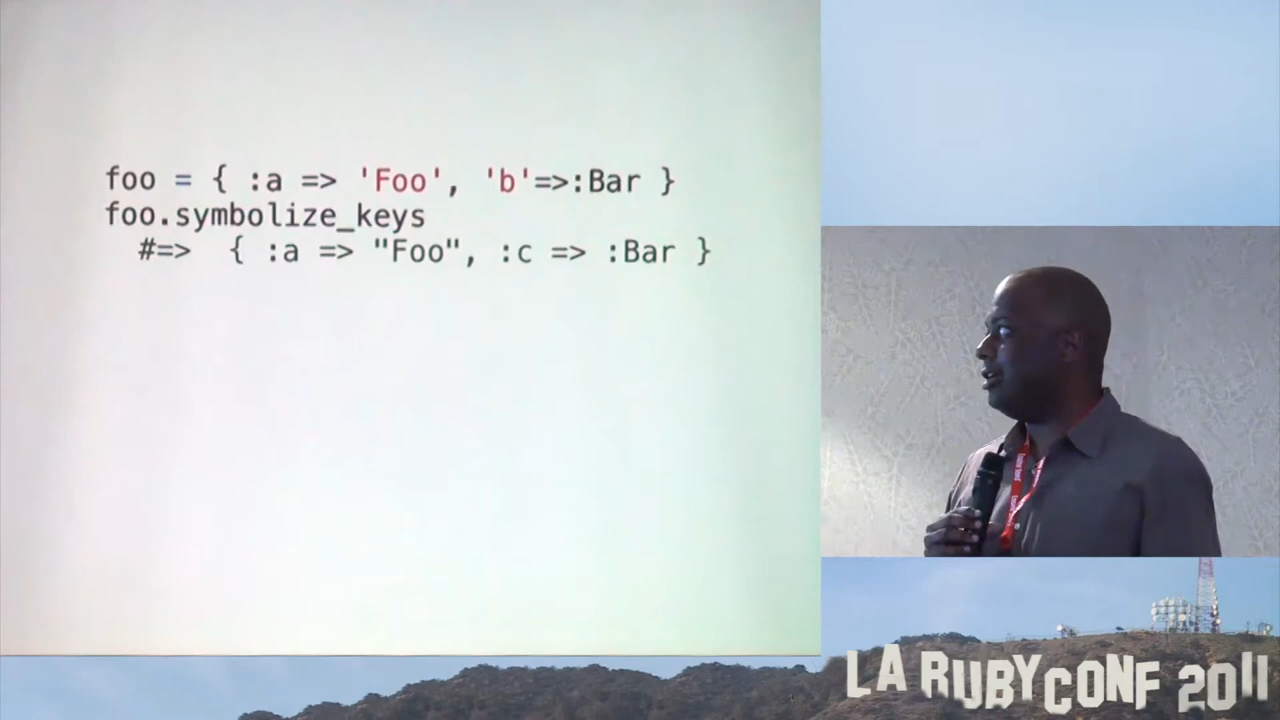 foo = { :a => 'Foo', 'b'=>:Bar }
foo.symbolize_keys
#=>  { :a => "Foo", :c => :Bar }
LA RUBYCONF 2011